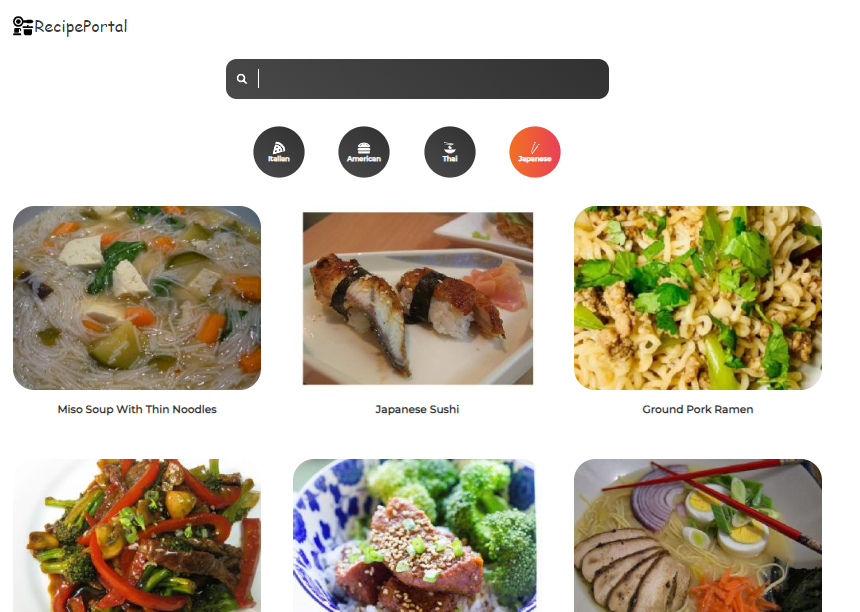 RecipePortal
Italian
American
Thai
Japanese
Miso Soup With Thin Noodles
Japanese Sushi
Ground Pork Ramen